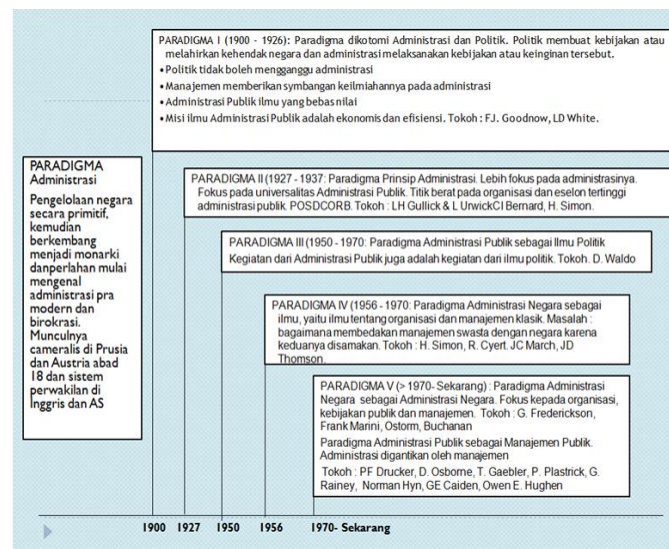 PARADIGMA I (1900 - 1926): Paradigma dikotomi Administrasi dan Politik. Politik membuat kebijakan atau
melahirkan kehendak negara dan administrasi melaksanakan kebijakan atau keinginan tersebut.
•Politik tidak boleh mengganggu administrasi
•Manajemen memberikan symbangan keilmiahannya pada administrasi
•Administrasi Publik ilmu yang bebas nilai
•Misi ilmu Administrasi Publik adalah ekonomis dan efisiensi. Tokoh : FJ. Goodnow, LD White.
PARADIGMA
Administrasi
Pengelolaan negara
secara primitif,
kemudian
berkembang
menjadi monarki
danperlahan mulai
mengenal
administrasi pra
modern dan
birokrasi.
Munculnya
cameralis di Prusia
dan Austria abad
18 dan sistem
perwakilan di
Inggris dan AS
PARADIGMA II (1927 - 1937: Paradigma Prinsip Administrasi. Lebih fokus pada administrasinya.
Fokus pada universalitas Administrasi Publik. Titik berat pada organisasi dan eselon tertinggi
administrasi publik. POSDCORB. Tokoh : LH Gullick & L UrwickCI Bernard, H. Simon.
PARADIGMA III (1950 - 1970: Paradigma Administrasi Publik sebagai Ilmu Politik
Kegiatan dari Administrasi Publik juga adalah kegiatan dari ilmu politik. Tokoh. D. Waldo
PARADIGMA IV (1956 - 1970: Paradigma Administrasi Negara sebagai
ilmu, yaitu ilmu tentang organisasi dan manajemen klasik. Masalah :
bagaimana membedakan manajemen swasta dengan negara karena
keduanya disamakan. Tokoh : H. Simon, R. Cyert. JC March, JD
Thomson.
PARADIGMA V (> 1970- Sekarang) : Paradigma Administrasi
Negara sebagai Administrasi Negara. Fokus kepada organisasi,
kebijakan publik dan manajemen. Tokoh : G. Frederickson,
Frank Marini, Ostorm, Buchanan
Paradigma Administrasi Publik sebagai Manajemen Publik.
Administrasi digantikan oleh manajemen
Tokoh : PF Drucker, D. Osborne, T. Gaebler, P. Plastrick, G.
Rainey, Norman Hyn, GE Caiden, Owen E. Hughen
1900 1927 1950 1956 1970- Sekarang